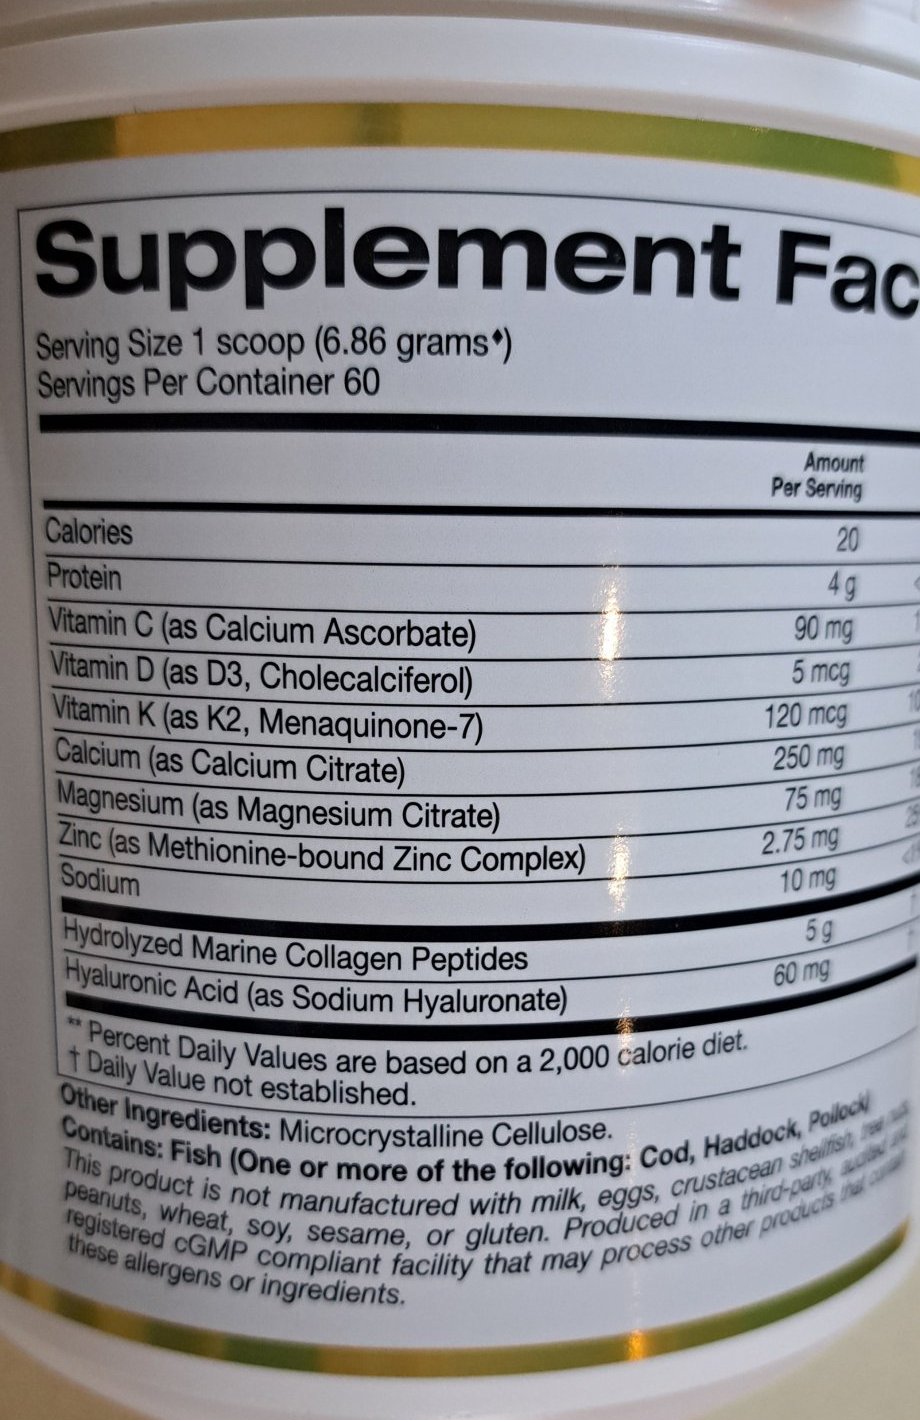 Supplement Fac
Serving Size 1 scoop (6.86 grams♦)
Servings Per Container 60
Amount
Per Serving
Calories 20
Protein 4 g
Vitamin C (as Calcium Ascorbate) 90 mg
Vitamin D (as D3, Cholecalciferol) 5 mcg
Vitamin K (as K2, Menaquinone-7) 120 mcg
Calcium (as Calcium Citrate) 250 mg
Magnesium (as Magnesium Citrate) 75 mg
Zinc (as Methionine-bound Zinc Complex) 2.75 mg
Sodium 10 mg
Hydrolyzed Marine Collagen Peptides 5 g
Hyaluronic Acid (as Sodium Hyaluronate) 60 mg
** Percent Daily Values are based on a 2,000 calorie diet.
† Daily Value not established.
Other Ingredients: Microcrystalline Cellulose.
Contains: Fish (One or more of the following: Cod, Haddock, Pollock)
This product is not manufactured with milk, eggs, crustacean shellfish, tree nuts,
peanuts, wheat, soy, sesame, or gluten. Produced in a third-party, audited and
registered cGMP compliant facility that may process other products that contain
these allergens or ingredients.